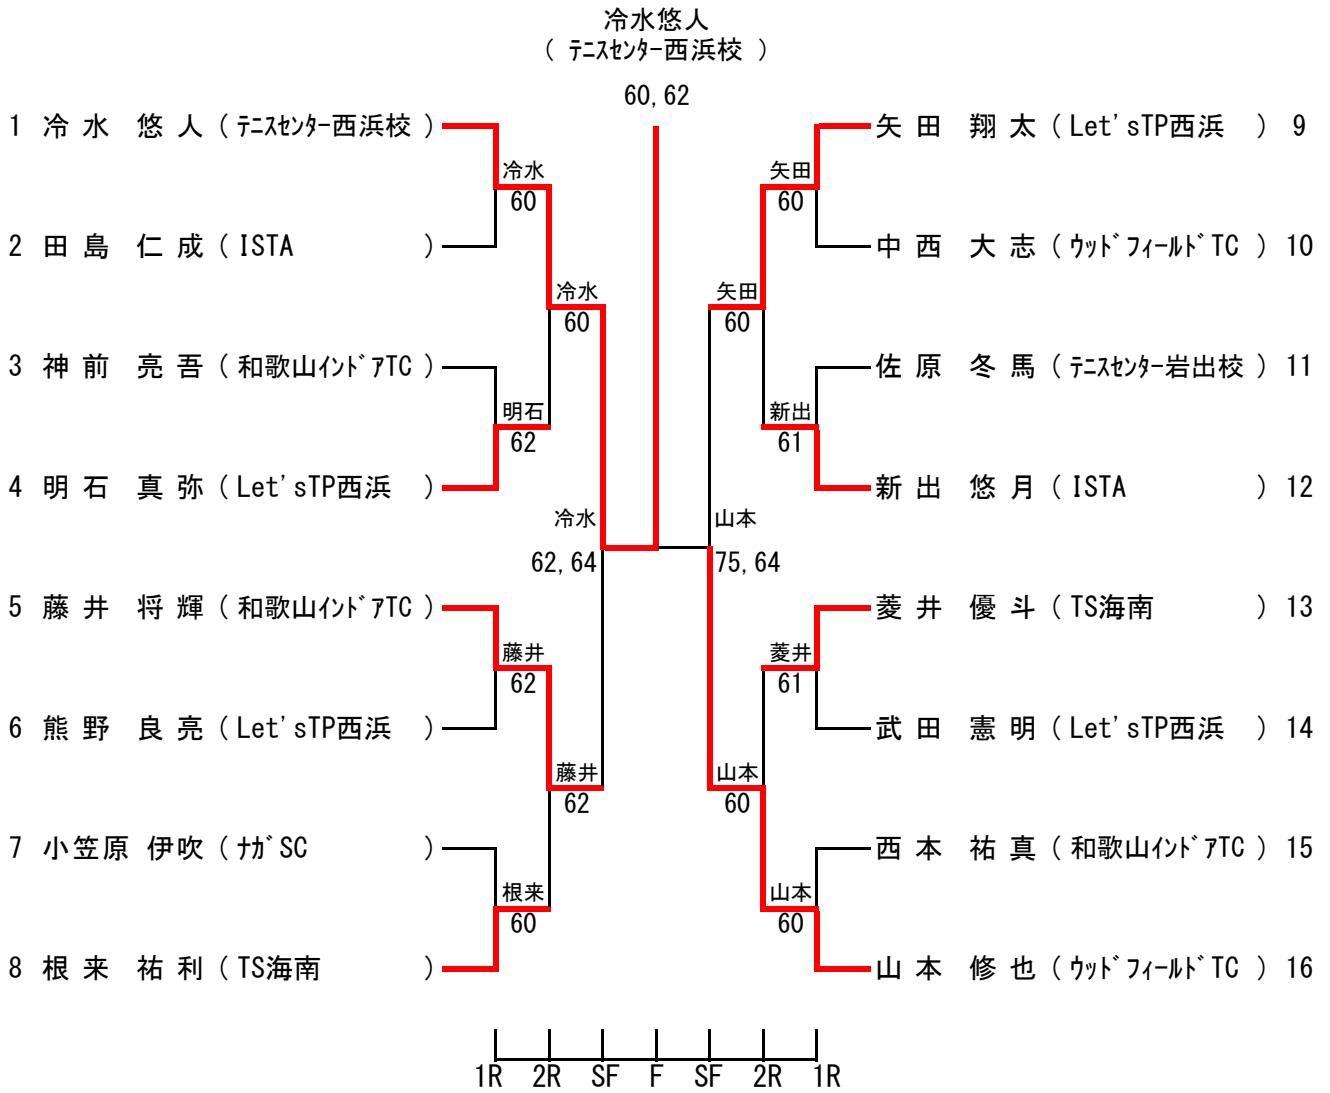 冷水悠人
( ﾃﾆｽｾﾝﾀｰ西浜校 )
60,62
1 冷 水 悠 人 ( ﾃﾆｽｾﾝﾀｰ西浜校 )
矢 田 翔 太 ( Let'sTP西浜 ) 9
冷水
60
矢田
60
2 田 島 仁 成 ( ISTA )
中 西 大 志 ( ｳｯﾄﾞﾌｨｰﾙﾄﾞTC ) 10
冷水
60
矢田
60
3 神 前 亮 吾 ( 和歌山ｲﾝﾄﾞｱTC )
佐 原 冬 馬 ( ﾃﾆｽｾﾝﾀｰ岩出校 ) 11
明石
62
新出
61
4 明 石 真 弥 ( Let'sTP西浜 )
新 出 悠 月 ( ISTA ) 12
冷水
62,64
山本
75,64
5 藤 井 将 輝 ( 和歌山ｲﾝﾄﾞｱTC )
菱 井 優 斗 ( TS海南 ) 13
藤井
62
菱井
61
6 熊 野 良 亮 ( Let'sTP西浜 )
武 田 憲 明 ( Let'sTP西浜 ) 14
藤井
62
山本
60
7 小笠原 伊吹 ( ﾅｶﾞSC )
西 本 祐 真 ( 和歌山ｲﾝﾄﾞｱTC ) 15
根来
60
山本
60
8 根 来 祐 利 ( TS海南 )
山 本 修 也 ( ｳｯﾄﾞﾌｨｰﾙﾄﾞTC ) 16
1R 2R SF F SF 2R 1R